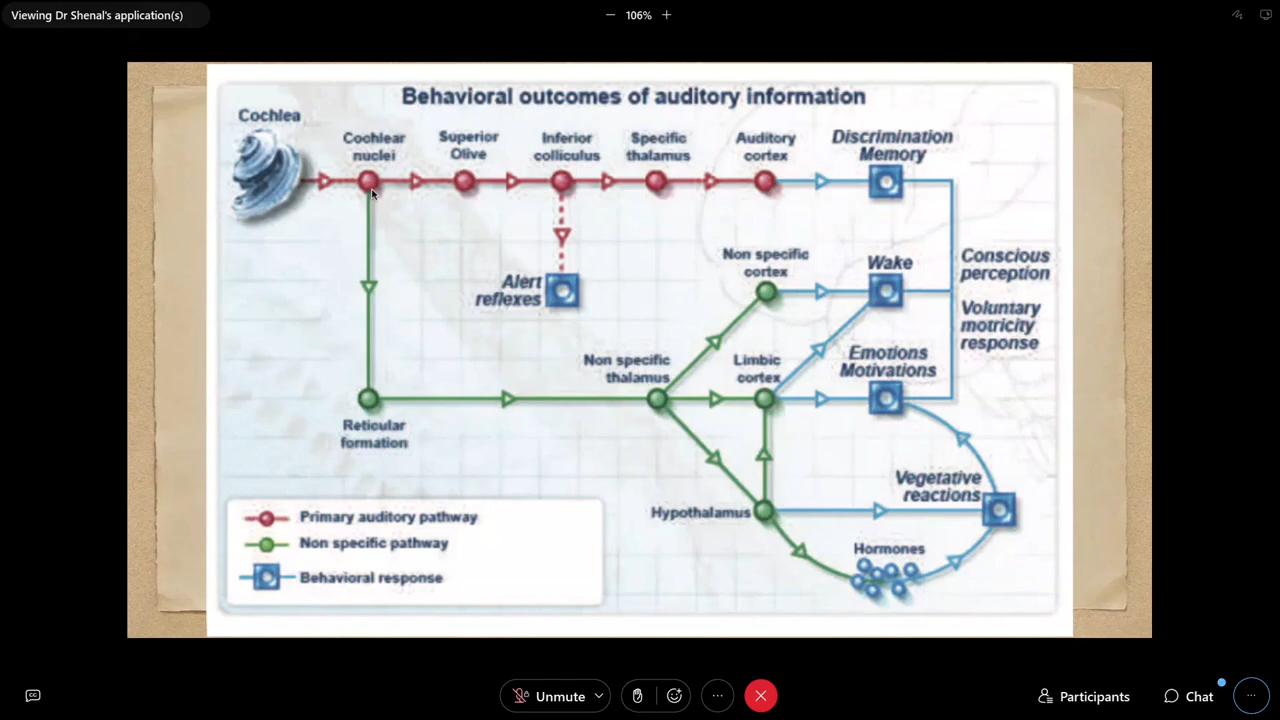 Viewing Dr Shenal's application(s)
106%
Behavioral outcomes of auditory information
Cochlea
Cochlear
nuclei
Superior
Olive
Inferior
colliculus
Specific
thalamus
Auditory
cortex
Discrimination
Memory
Non specific
cortex
Wake
Conscious
perception
Alert
reflexes
Voluntary
motricity
response
Non specific
thalamus
Limbic
cortex
Emotions
Motivations
Reticular
formation
Vegetative
reactions
Hypothalamus
Hormones
Primary auditory pathway
Non specific pathway
Behavioral response
CC
Unmute
Participants
Chat